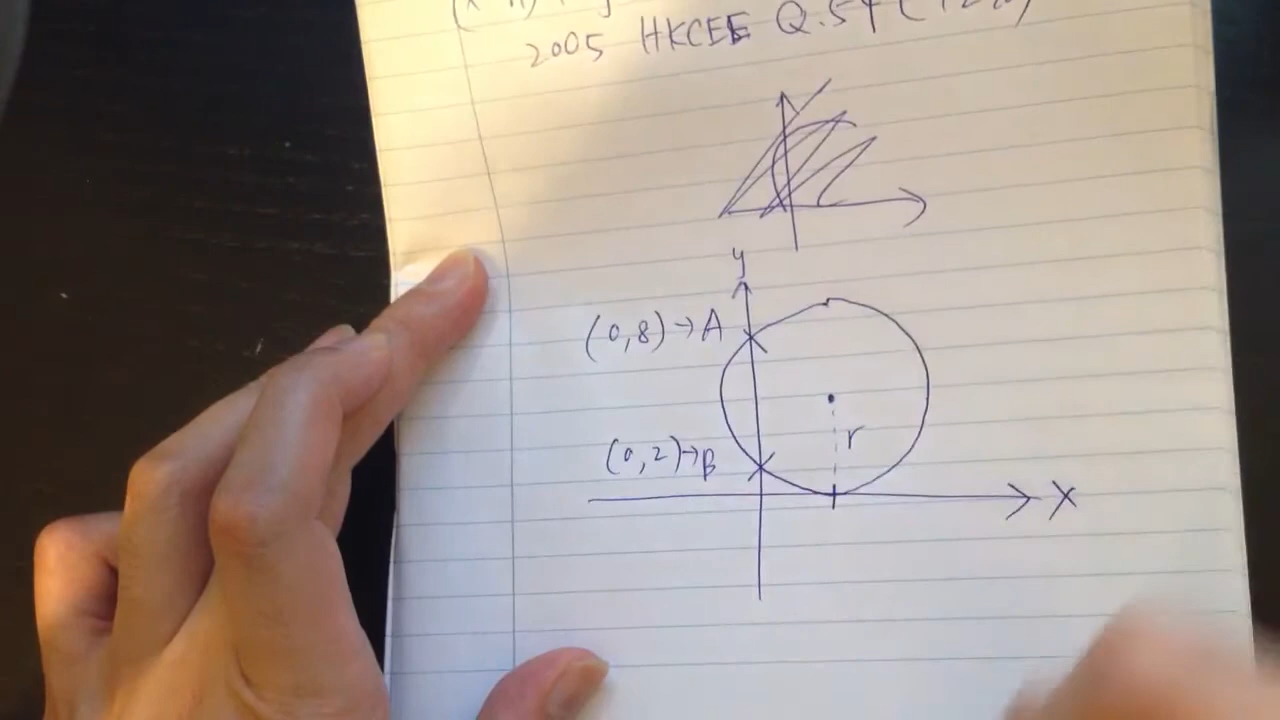 2005 HKCEE Q.54
y
(0,8)→A
r
(0,2)→B
X